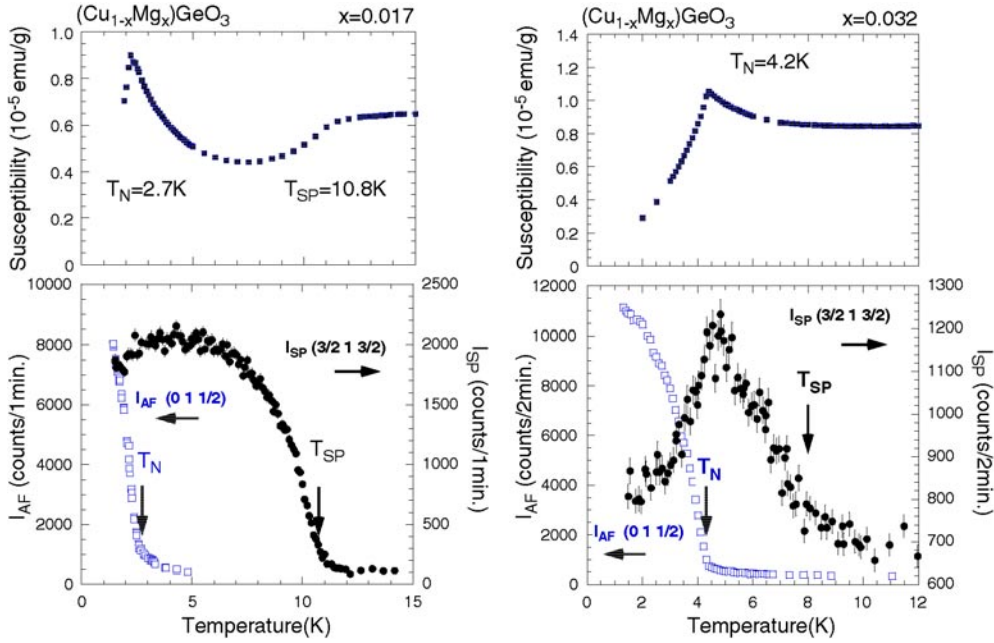 (Cu1-xMgx)GeO3 x=0.017
Susceptibility (10-5 emu/g)
1.0
0.8
0.6
0.4
0.2
0
TN=2.7K TSP=10.8K
IAF (counts/1min.)
10000
8000
6000
4000
2000
0
ISP (3/2 1 3/2)
IAF (0 1 1/2)
TN
TSP
2500
2000
1500
1000
500
0
ISP (counts/1min.)
0 5 10 15
Temperature(K)
(Cu1-xMgx)GeO3 x=0.032
Susceptibility (10-5 emu/g)
1.4
1.2
1.0
0.8
0.6
0.4
0.2
0
TN=4.2K
IAF (counts/2min.)
12000
10000
8000
6000
4000
2000
0
ISP (3/2 1 3/2)
TSP
TN
IAF (0 1 1/2)
1300
1200
1100
1000
900
800
700
600
ISP (counts/2min.)
0 2 4 6 8 10 12
Temperature(K)